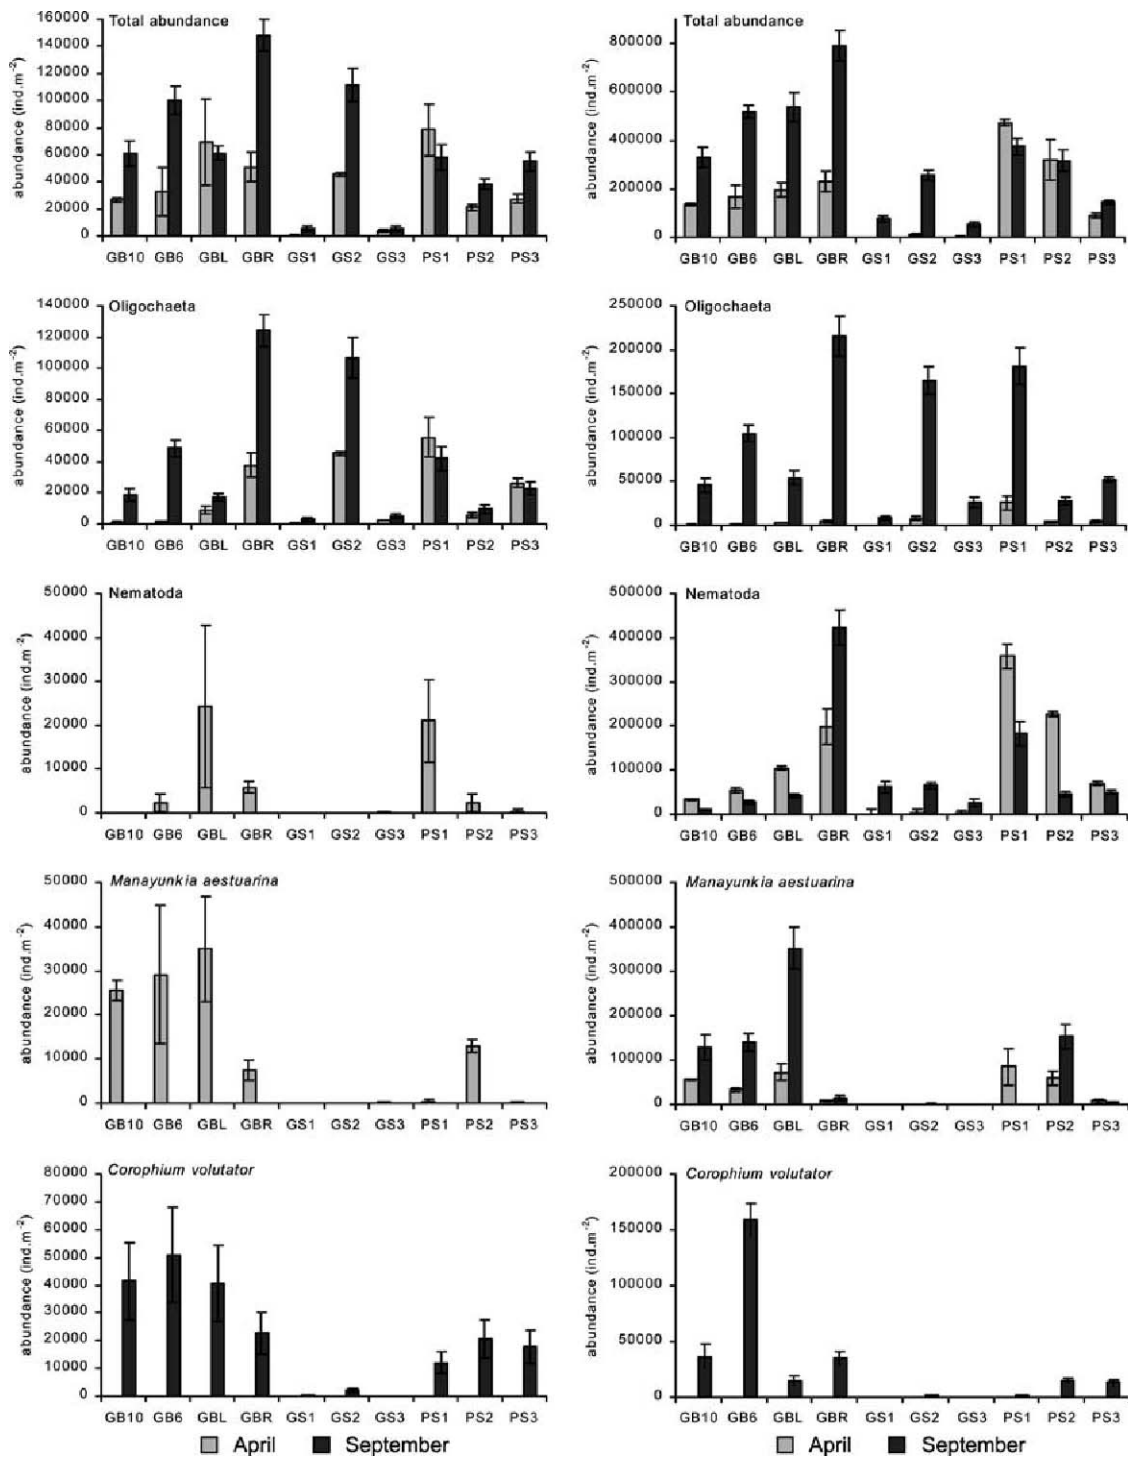 Total abundance
abundance (ind.m-2)
160000
140000
120000
100000
80000
60000
40000
20000
0
GB10 GB6 GBL GBR GS1 GS2 GS3 PS1 PS2 PS3
Total abundance
abundance (ind.m-2)
800000
600000
400000
200000
0
GB10 GB6 GBL GBR GS1 GS2 GS3 PS1 PS2 PS3
Oligochaeta
abundance (ind.m-2)
140000
120000
100000
80000
60000
40000
20000
0
GB10 GB6 GBL GBR GS1 GS2 GS3 PS1 PS2 PS3
Oligochaeta
abundance (ind.m-2)
250000
200000
150000
100000
50000
0
GB10 GB6 GBL GBR GS1 GS2 GS3 PS1 PS2 PS3
Nematoda
abundance (ind.m-2)
50000
40000
30000
20000
10000
0
GB10 GB6 GBL GBR GS1 GS2 GS3 PS1 PS2 PS3
Nematoda
abundance (ind.m-2)
500000
400000
300000
200000
100000
0
GB10 GB6 GBL GBR GS1 GS2 GS3 PS1 PS2 PS3
Manayunkia aestuarina
abundance (ind.m-2)
50000
40000
30000
20000
10000
0
GB10 GB6 GBL GBR GS1 GS2 GS3 PS1 PS2 PS3
Manayunkia aestuarina
abundance (ind.m-2)
500000
400000
300000
200000
100000
0
GB10 GB6 GBL GBR GS1 GS2 GS3 PS1 PS2 PS3
Corophium volutator
abundance (ind.m-2)
80000
70000
60000
50000
40000
30000
20000
10000
0
GB10 GB6 GBL GBR GS1 GS2 GS3 PS1 PS2 PS3
April September
Corophium volutator
abundance (ind.m-2)
200000
150000
100000
50000
0
GB10 GB6 GBL GBR GS1 GS2 GS3 PS1 PS2 PS3
April September